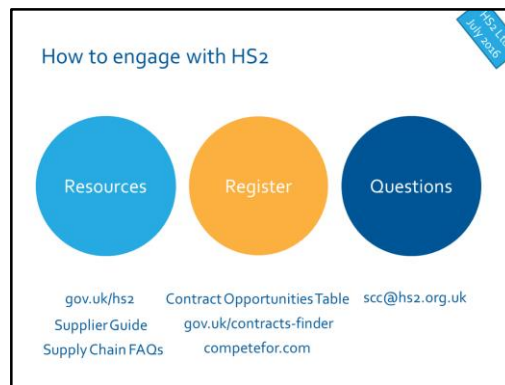 HS2 Ltd
July 2016
How to engage with HS2
Resources
Register
Questions
gov.uk/hs2
Supplier Guide
Supply Chain FAQs
Contract Opportunities Table
gov.uk/contracts-finder
competefor.com
scc@hs2.org.uk